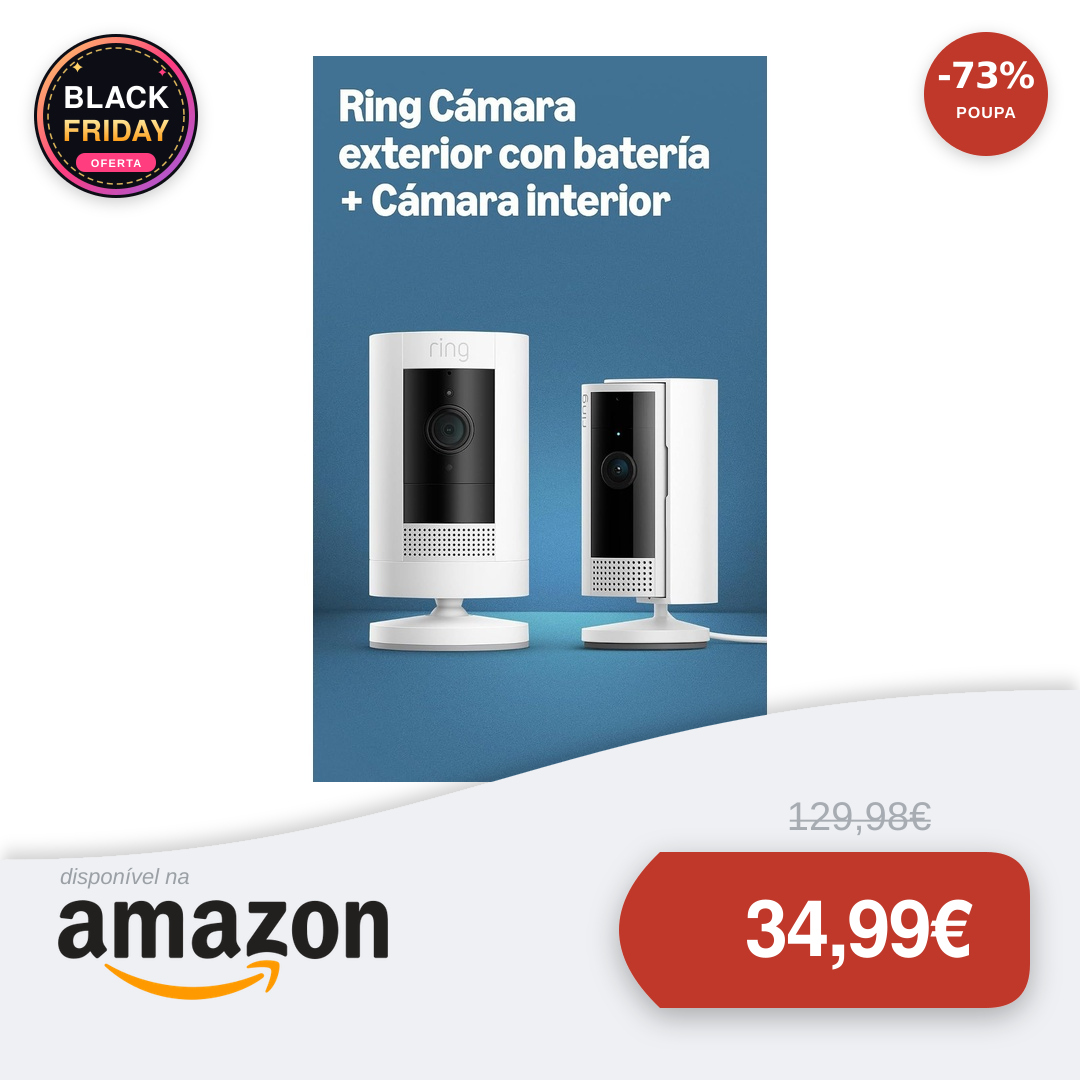 BLACK
FRIDAY
OFERTA
-73%
POUPA
Ring Cámara
exterior con batería
+ Cámara interior
ring
ring
129,98€
34,99€
disponível na
amazon